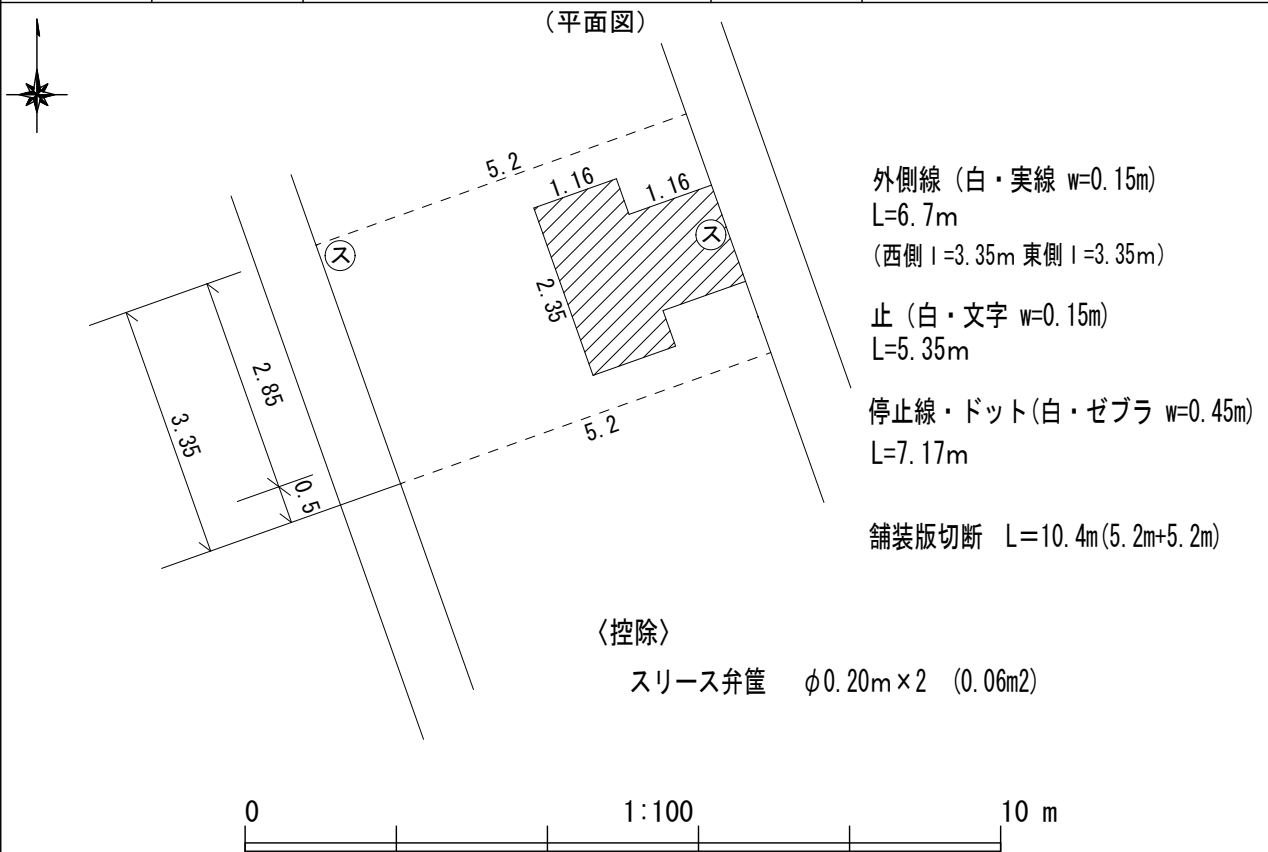 (平面図)
5.2
1.16
1.16
2.35
5.2
2.85
3.35
0.5
ス
ス
外側線 (白・実線 w=0.15m)
L=6.7m
(西側 l=3.35m 東側 l=3.35m)
止 (白・文字 w=0.15m)
L=5.35m
停止線・ドット(白・ゼブラ w=0.45m)
L=7.17m
舗装版切断 L=10.4m(5.2m+5.2m)
〈控除〉
スリース弁筺 φ0.20m×2 (0.06m2)
0 1:100 10 m